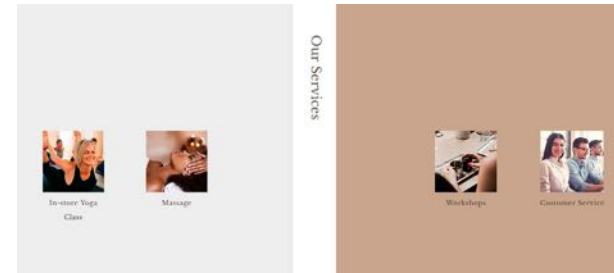 Our Services
In-store Yoga
Class
Massage
Workshops
Customer Service